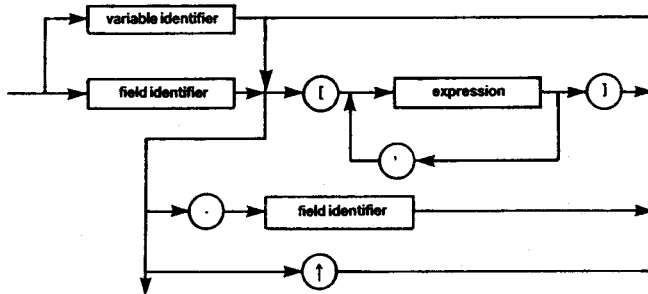 variable identifier
field identifier
[
expression
]
,
.
field identifier
↑